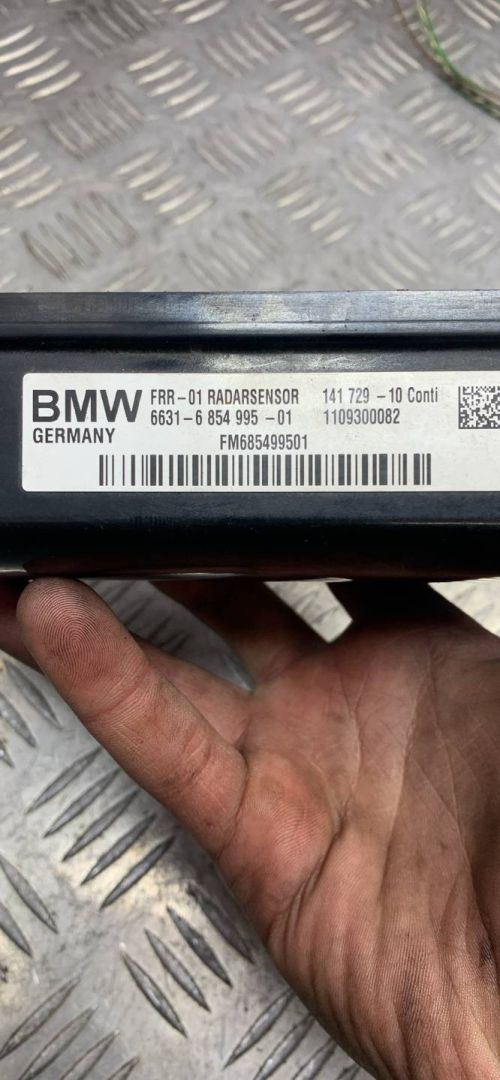 BMW
GERMANY
FRR-01 RADARSENSOR 141 729 -10 Conti
6631-6 854 995 -01 1109300082
FM685499501